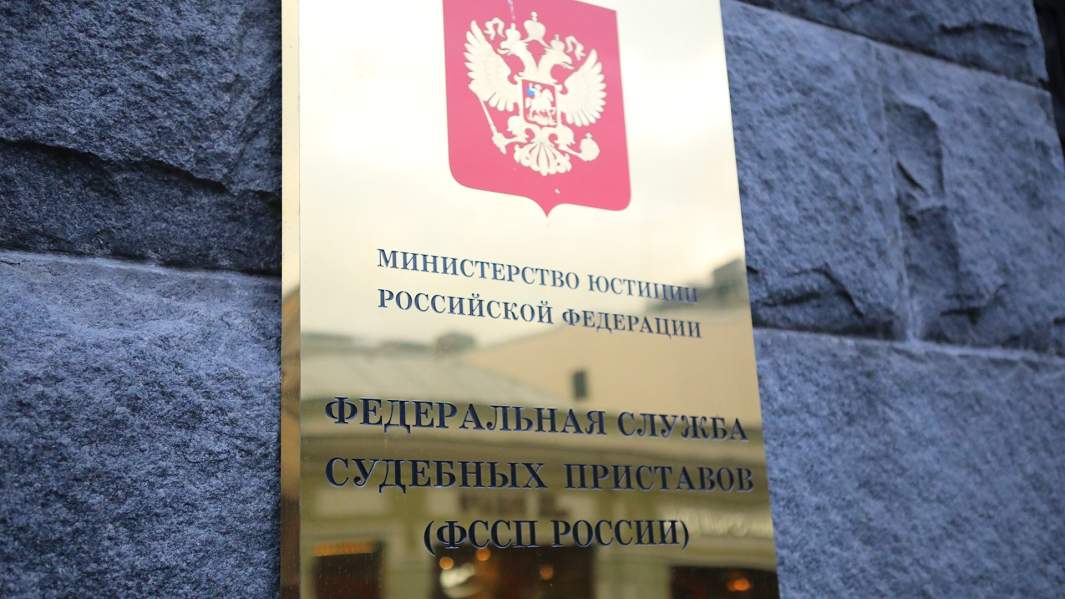 МИНИСТЕРСТВО ЮСТИЦИИ
РОССИЙСКОЙ ФЕДЕРАЦИИ
ФЕДЕРАЛЬНАЯ СЛУЖБА
СУДЕБНЫХ ПРИСТАВОВ
(ФССП РОССИИ)